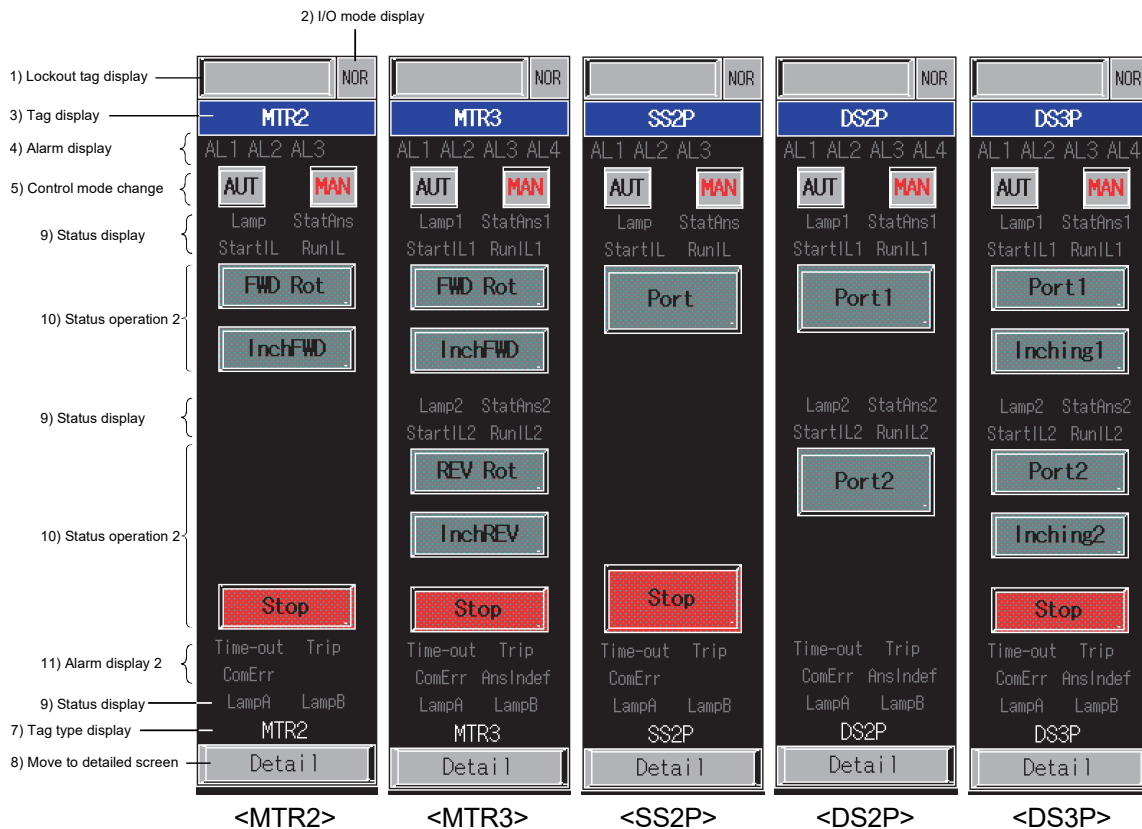 2) I/O mode display
1) Lockout tag display
NOR NOR NOR NOR NOR
3) Tag display
MTR2 MTR3 SS2P DS2P DS3P
4) Alarm display
AL1 AL2 AL3 AL1 AL2 AL3 AL4 AL1 AL2 AL3 AL1 AL2 AL3 AL4 AL1 AL2 AL3 AL4
5) Control mode change
AUT MAN AUT MAN AUT MAN AUT MAN AUT MAN
9) Status display
Lamp StatAns Lamp1 StatAns1 Lamp StatAns Lamp1 StatAns1 Lamp1 StatAns1
StartIL RunIL StartIL1 RunIL1 StartIL RunIL StartIL1 RunIL1 StartIL1 RunIL1
10) Status operation 2
FWD Rot FWD Rot Port Port1 Port1
InchFWD InchFWD Inching1
9) Status display
Lamp2 StatAns2 Lamp2 StatAns2 Lamp2 StatAns2
StartIL2 RunIL2 StartIL2 RunIL2 StartIL2 RunIL2
10) Status operation 2
REV Rot Port2 Port2
InchREV Inching2
Stop Stop Stop Stop
11) Alarm display 2
Time-out Trip Time-out Trip Time-out Trip Time-out Trip Time-out Trip
ComErr ComErr AnsIndef ComErr ComErr AnsIndef ComErr AnsIndef
9) Status display
LampA LampB LampA LampB LampA LampB LampA LampB LampA LampB
7) Tag type display
MTR2 MTR3 SS2P DS2P DS3P
8) Move to detailed screen
Detail Detail Detail Detail Detail
<MTR2> <MTR3> <SS2P> <DS2P> <DS3P>